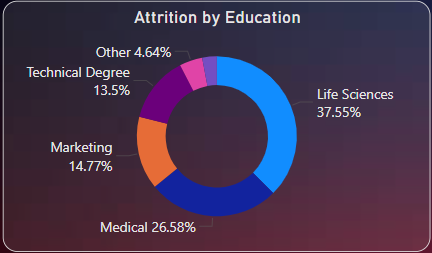 Attrition by Education
Other 4.64%
Technical Degree
13.5%
Life Sciences
37.55%
Marketing
14.77%
Medical 26.58%